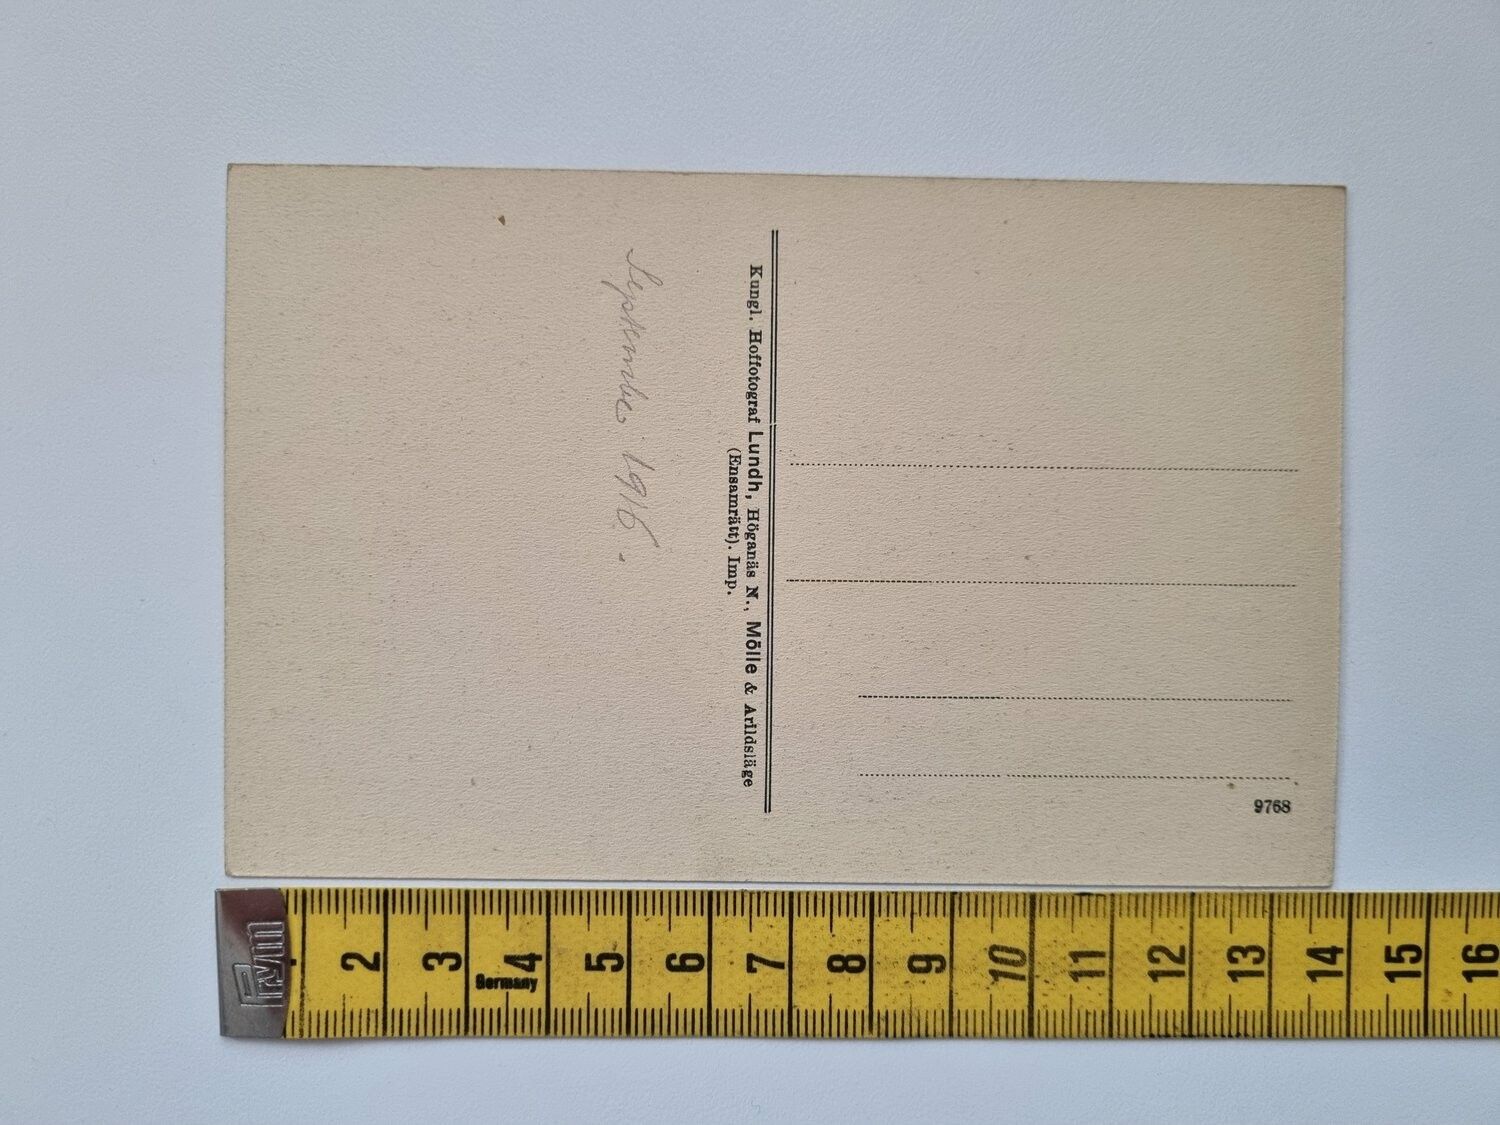 Kungl. Hoffotograf Lundh, Höganäs N., Mölle & Arildsläge
(Ensamrätt). Imp.
September 1916.
9768
Prym
Germany
2 3 4 5 6 7 8 9 10 11 12 13 14 15 16